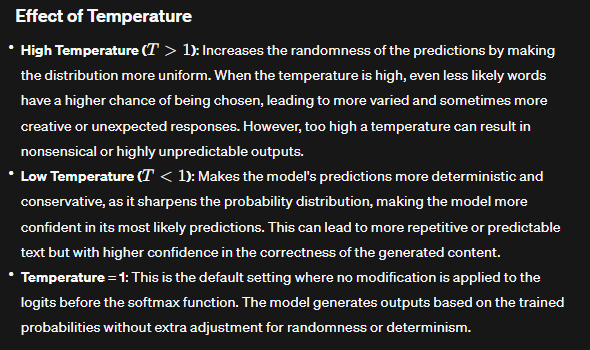 Effect of Temperature
• High Temperature (T > 1): Increases the randomness of the predictions by making
the distribution more uniform. When the temperature is high, even less likely words
have a higher chance of being chosen, leading to more varied and sometimes more
creative or unexpected responses. However, too high a temperature can result in
nonsensical or highly unpredictable outputs.
• Low Temperature (T < 1): Makes the model's predictions more deterministic and
conservative, as it sharpens the probability distribution, making the model more
confident in its most likely predictions. This can lead to more repetitive or predictable
text but with higher confidence in the correctness of the generated content.
• Temperature = 1: This is the default setting where no modification is applied to the
logits before the softmax function. The model generates outputs based on the trained
probabilities without extra adjustment for randomness or determinism.